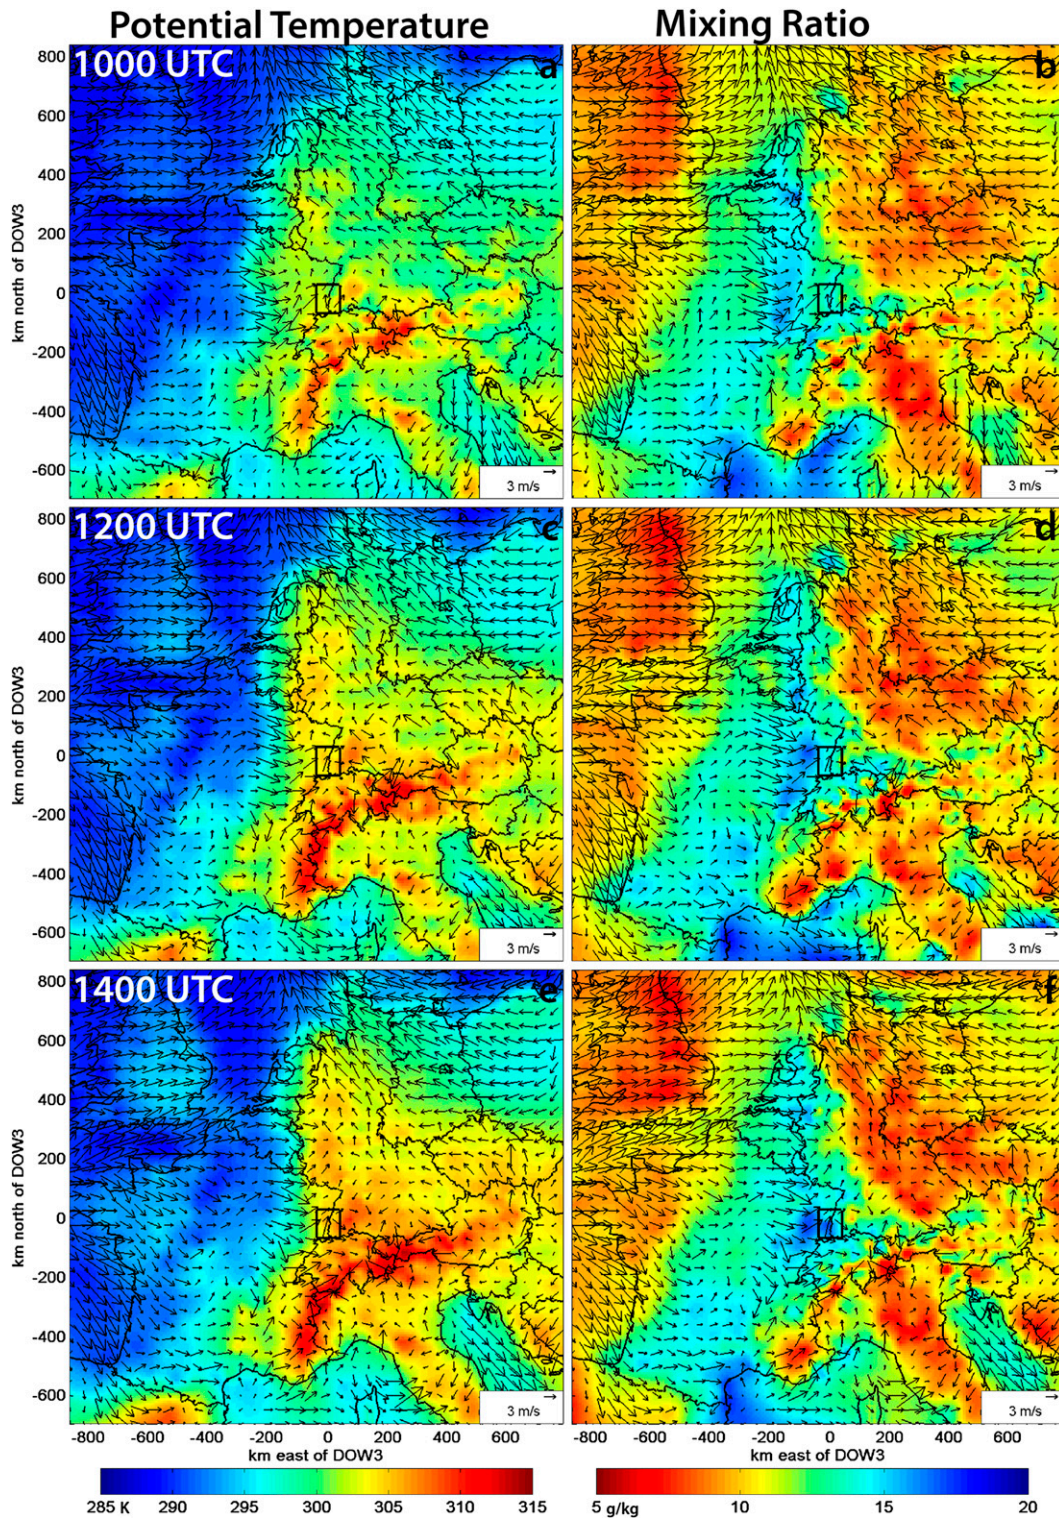 Potential Temperature Mixing Ratio
1000 UTC a b
800
600
400
200
0
-200
-400
-600
km north of DOW3
3 m/s 3 m/s
1200 UTC c d
800
600
400
200
0
-200
-400
-600
km north of DOW3
3 m/s 3 m/s
1400 UTC e f
800
600
400
200
0
-200
-400
-600
km north of DOW3
3 m/s 3 m/s
-800 -600 -400 -200 0 200 400 600 -800 -600 -400 -200 0 200 400 600
km east of DOW3 km east of DOW3
285 K 290 295 300 305 310 315 5 g/kg 10 15 20